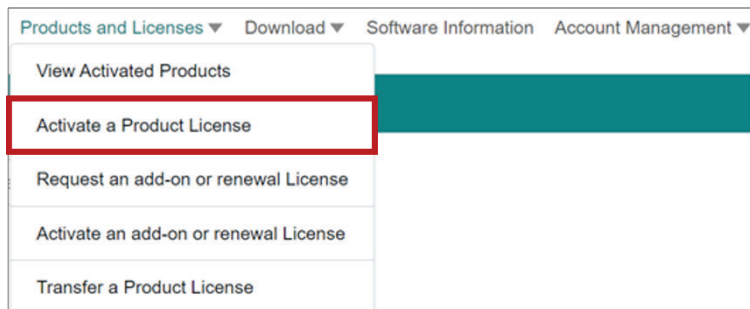 Products and Licenses ▼ Download ▼ Software Information Account Management ▼
View Activated Products
Activate a Product License
Request an add-on or renewal License
Activate an add-on or renewal License
Transfer a Product License